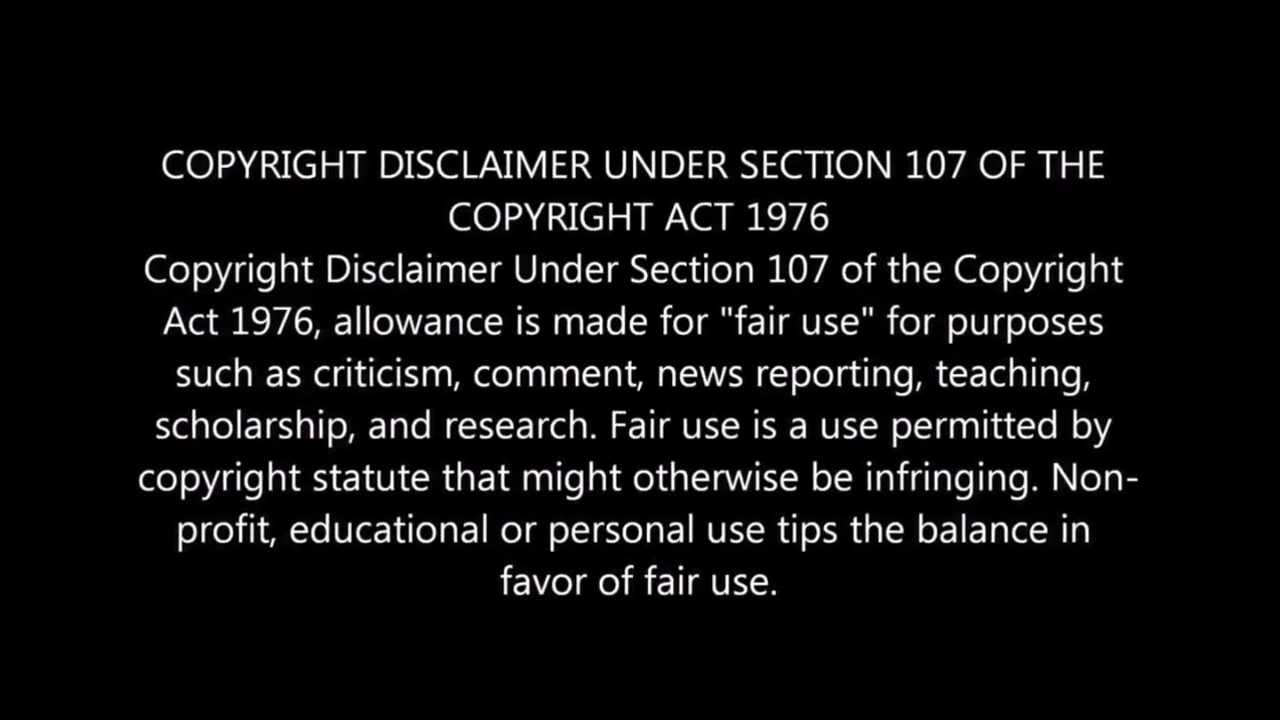 COPYRIGHT DISCLAIMER UNDER SECTION 107 OF THE
COPYRIGHT ACT 1976
Copyright Disclaimer Under Section 107 of the Copyright
Act 1976, allowance is made for "fair use" for purposes
such as criticism, comment, news reporting, teaching,
scholarship, and research. Fair use is a use permitted by
copyright statute that might otherwise be infringing. Non-
profit, educational or personal use tips the balance in
favor of fair use.